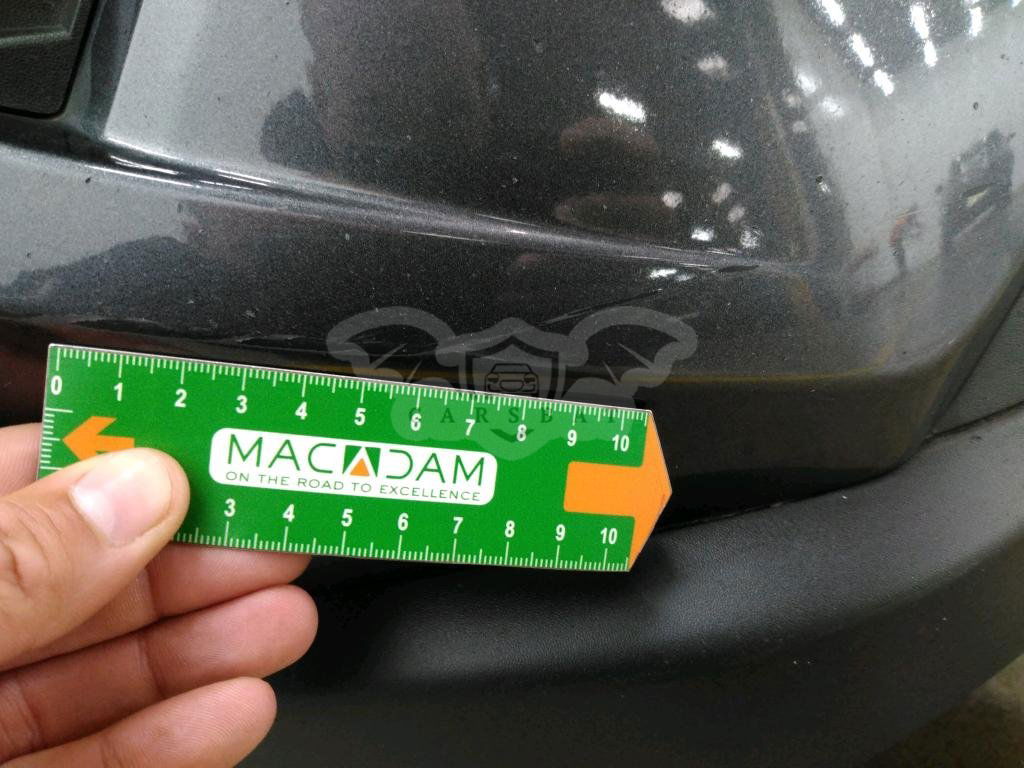 0 1 2 3 4 5 6 7 8 9 10
MACADAM
ON THE ROAD TO EXCELLENCE
CARSBAT
3 4 5 6 7 8 9 10